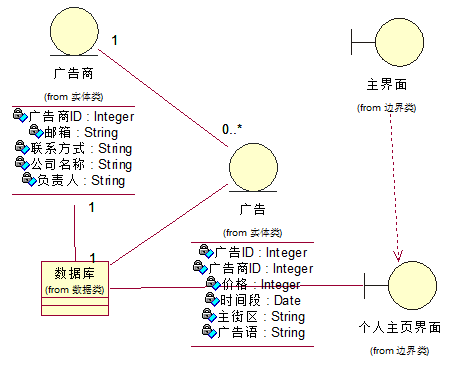 1
广告商
(from 实体类)
广告商ID : Integer
邮箱 : String
联系方式 : String
公司名称 : String
负责人 : String
主界面
(from 边界类)
0..*
广告
(from 实体类)
广告ID : Integer
广告商ID : Integer
价格 : Integer
时间段 : Date
主街区 : String
广告语 : String
1
1
数据库
(from 数据类)
个人主页界面
(from 边界类)